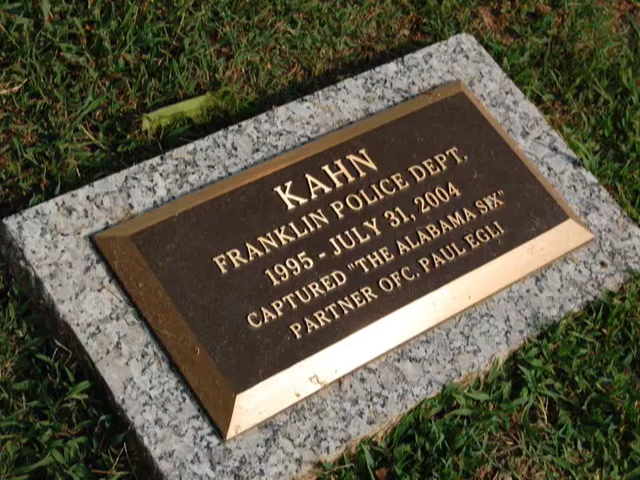 KAHN
FRANKLIN POLICE DEPT.
1995 - JULY 31, 2004
CAPTURED "THE ALABAMA SIX"
PARTNER OFC. PAUL EGLI